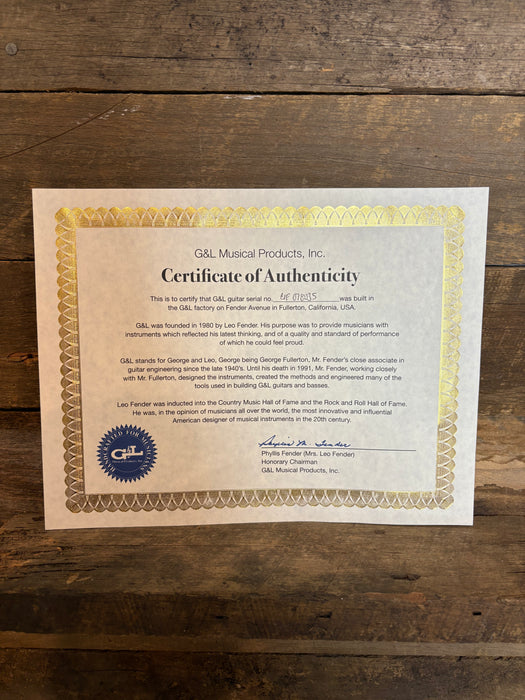 G&L Musical Products, Inc.
Certificate of Authenticity
This is to certify that G&L guitar serial no. was built in
the G&L factory on Fender Avenue in Fullerton, California, USA.
G&L was founded in 1980 by Leo Fender. His purpose was to provide musicians with
instruments which reflected his latest thinking, and of a quality and standard of performance
of which he could feel proud.
G&L stands for George and Leo, George being George Fullerton, Mr. Fender's close associate in
guitar engineering since the late 1940's. Until his death in 1991, Mr. Fender, working closely
with Mr. Fullerton, designed the instruments, created the methods and engineered many of the
tools used in building G&L guitars and basses.
Leo Fender was inducted into the Country Music Hall of Fame and the Rock and Roll Hall of Fame.
He was, in the opinion of musicians all over the world, the most innovative and influential
American designer of musical instruments in the 20th century.
G&L
Phyllis M. Fender
Phyllis Fender (Mrs. Leo Fender)
Honorary Chairman
G&L Musical Products, Inc.